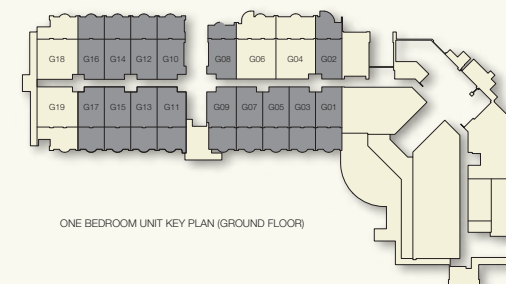 G18 G16 G14 G12 G10 G08 G06 G04 G02
G19 G17 G15 G13 G11 G09 G07 G05 G03 G01
ONE BEDROOM UNIT KEY PLAN (GROUND FLOOR)